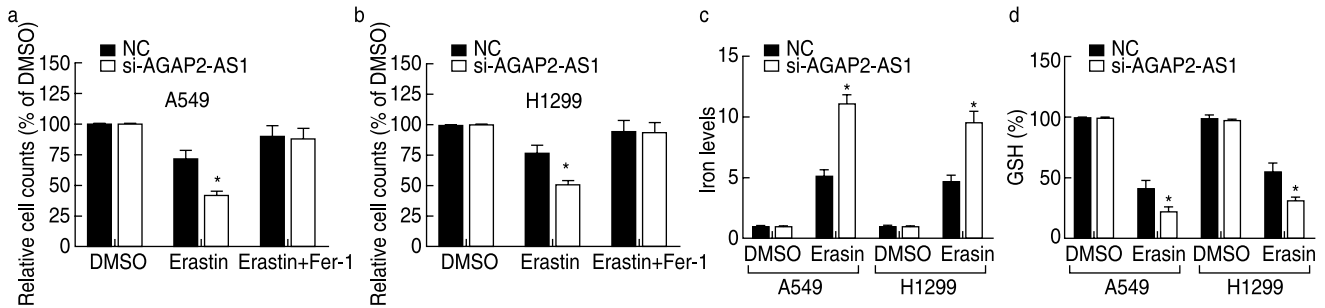 a
NC
si-AGAP2-AS1
A549
Relative cell counts (% of DMSO)
150
125
100
75
50
25
0
*
DMSO Erastin Erastin+Fer-1
b
NC
si-AGAP2-AS1
H1299
Relative cell counts (% of DMSO)
150
125
100
75
50
25
0
*
DMSO Erastin Erastin+Fer-1
c
NC
si-AGAP2-AS1
Iron levels
15
10
5
0
* *
DMSO Erasin DMSO Erasin
A549 H1299
d
NC
si-AGAP2-AS1
GSH (%)
150
100
50
0
* *
DMSO Erasin DMSO Erasin
A549 H1299